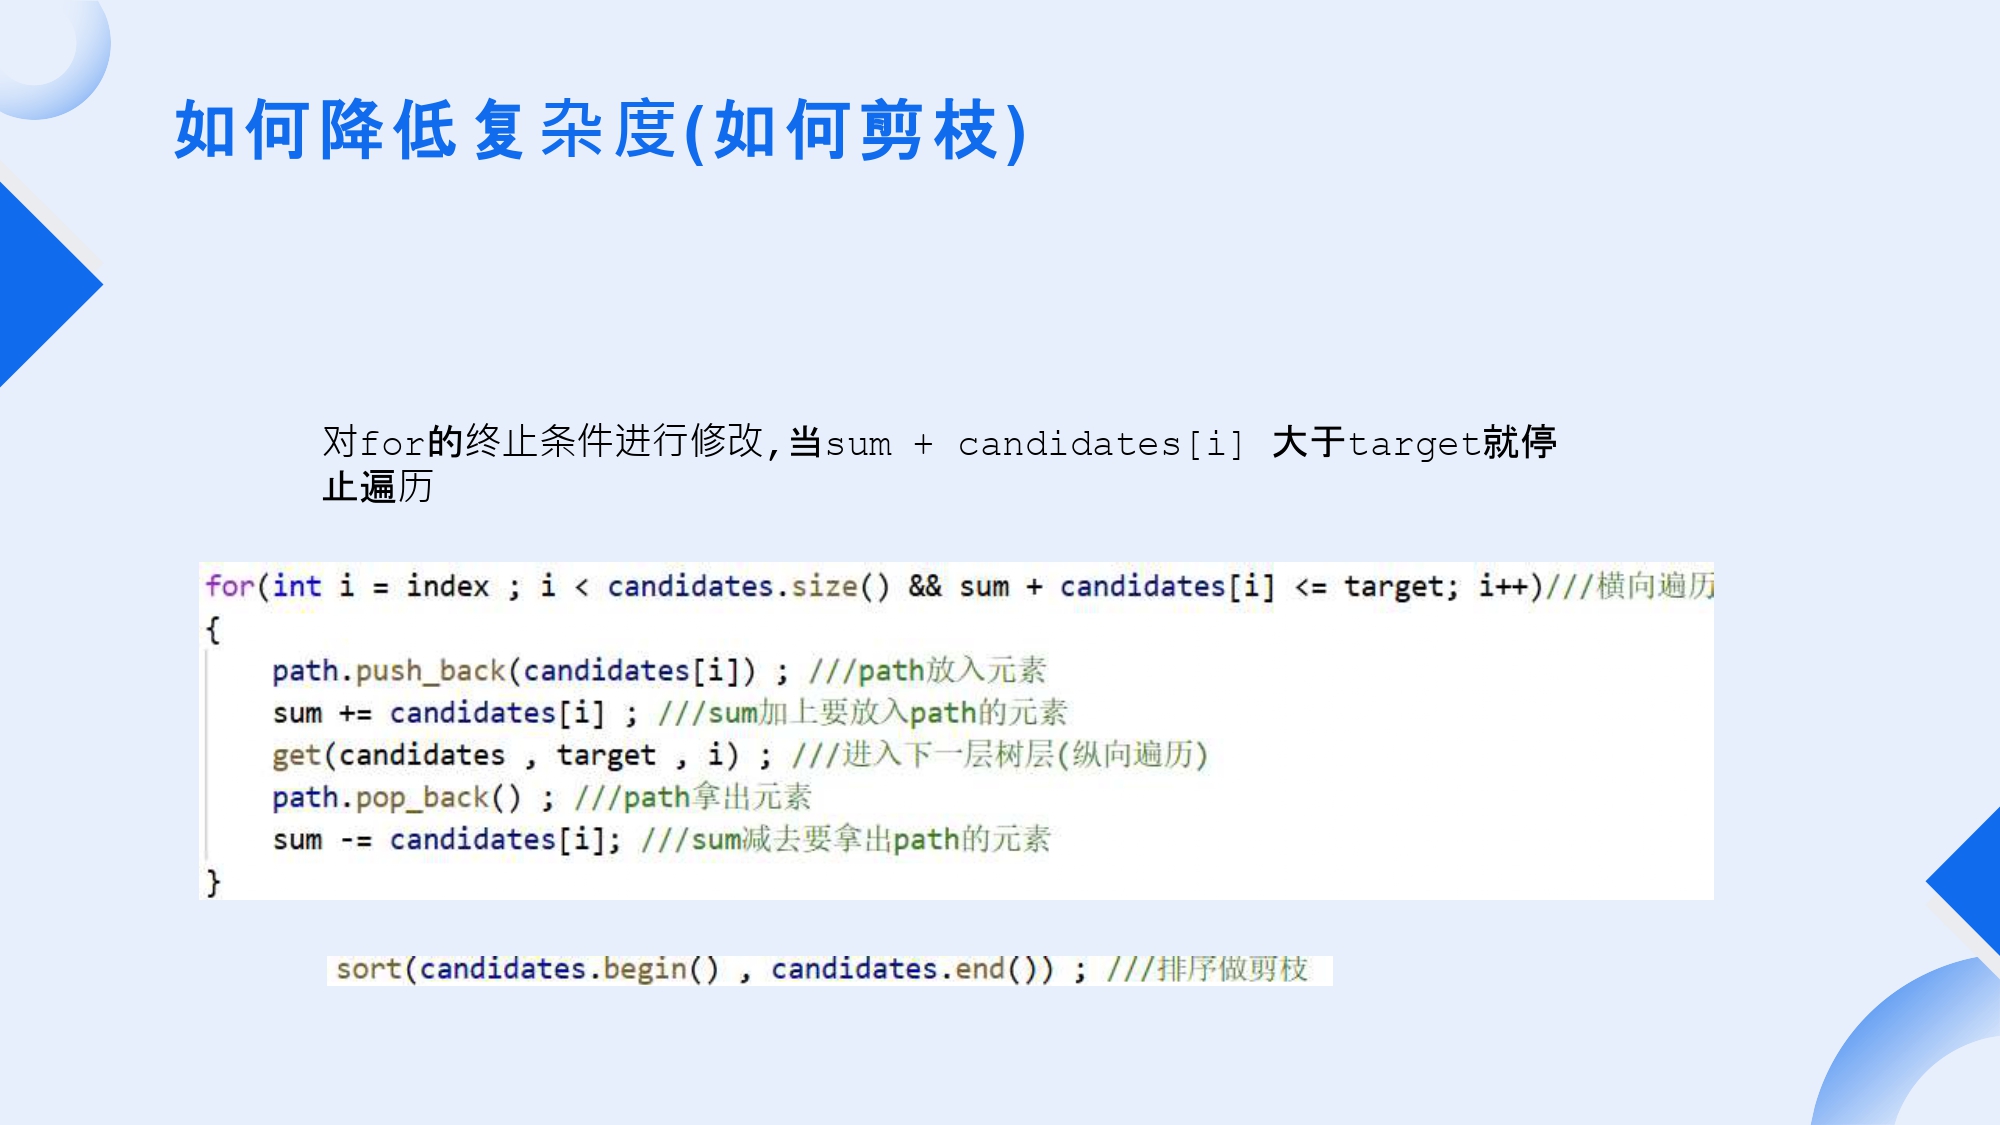 如何降低复杂度(如何剪枝)
对for的终止条件进行修改,当sum + candidates[i] 大于target就停
止遍历
for(int i = index ; i < candidates.size() && sum + candidates[i] <= target; i++)///横向遍历
{
path.push_back(candidates[i]) ; ///path放入元素
sum += candidates[i] ; ///sum加上要放入path的元素
get(candidates , target , i) ; ///进入下一层树层(纵向遍历)
path.pop_back() ; ///path拿出元素
sum -= candidates[i]; ///sum减去要拿出path的元素
}
sort(candidates.begin() , candidates.end()) ; ///排序做剪枝